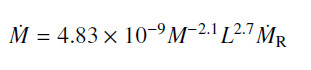 Ṁ = 4.83 × 10⁻⁹ M⁻²·¹ L²·⁷ Ṁ_R